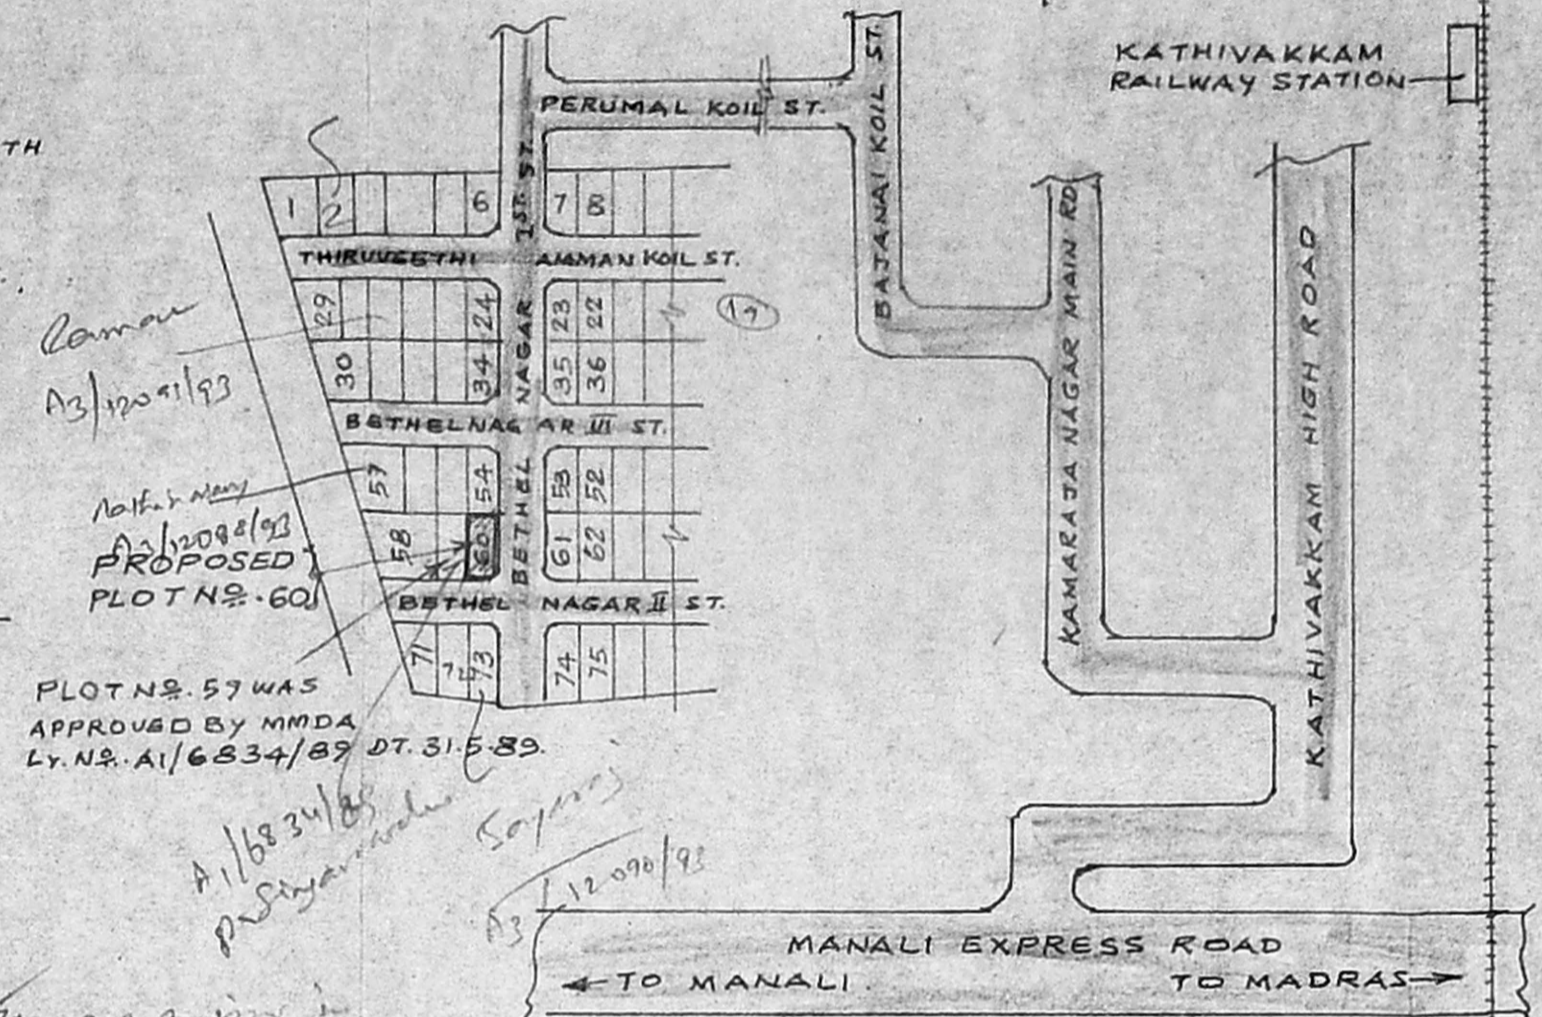 TH
KATHIVAKKAM
RAILWAY STATION
PERUMAL KOIL ST.
BAJANAI KOIL ST.
KAMARAJA NAGAR MAIN RD
KATHIVAKKAM HIGH ROAD
BETHEL NAGAR 1ST. ST.
1 2 6 7 8
THIRUVEETHI AMMAN KOIL ST.
29 24 23 22
30 34 35 36
BETHEL NAGAR III ST.
57 54 53 52
58 60 61 62
BETHEL NAGAR II ST.
71 72 73 74 75
Raman
A3/12091/93
A3/12088/93
PROPOSED
PLOT NO. 60
PLOT NO. 59 WAS
APPROVED BY MMDA
Lr. NO. A1/6834/89 DT. 31.5.89.
A1/6834/89
A3/12090/93
MANALI EXPRESS ROAD
TO MANALI
TO MADRAS